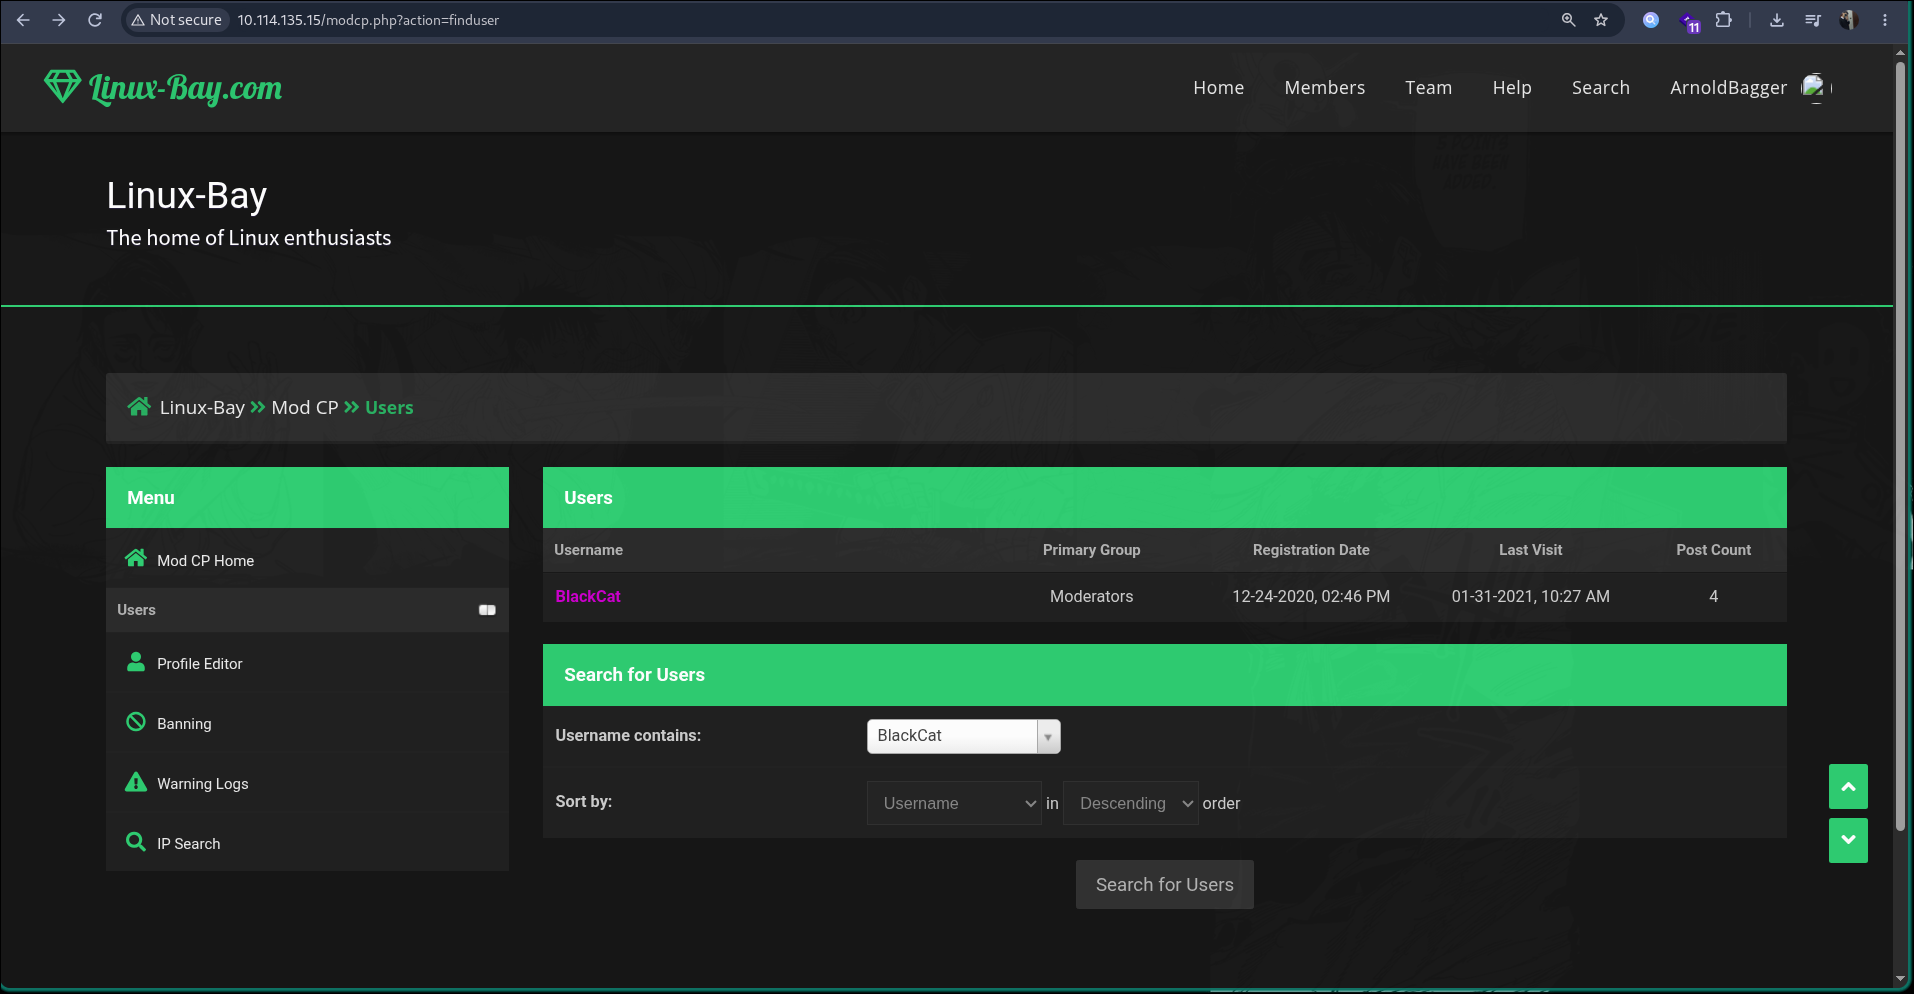 Not secure 10.114.135.15/modcp.php?action=finduser
11
Linux-Bay.com
Home Members Team Help Search ArnoldBagger
Linux-Bay
The home of Linux enthusiasts
Linux-Bay Mod CP Users
Menu
Mod CP Home
Users
Profile Editor
Banning
Warning Logs
IP Search
Users
Username Primary Group Registration Date Last Visit Post Count
BlackCat Moderators 12-24-2020, 02:46 PM 01-31-2021, 10:27 AM 4
Search for Users
Username contains: BlackCat
Sort by: Username in Descending order
Search for Users